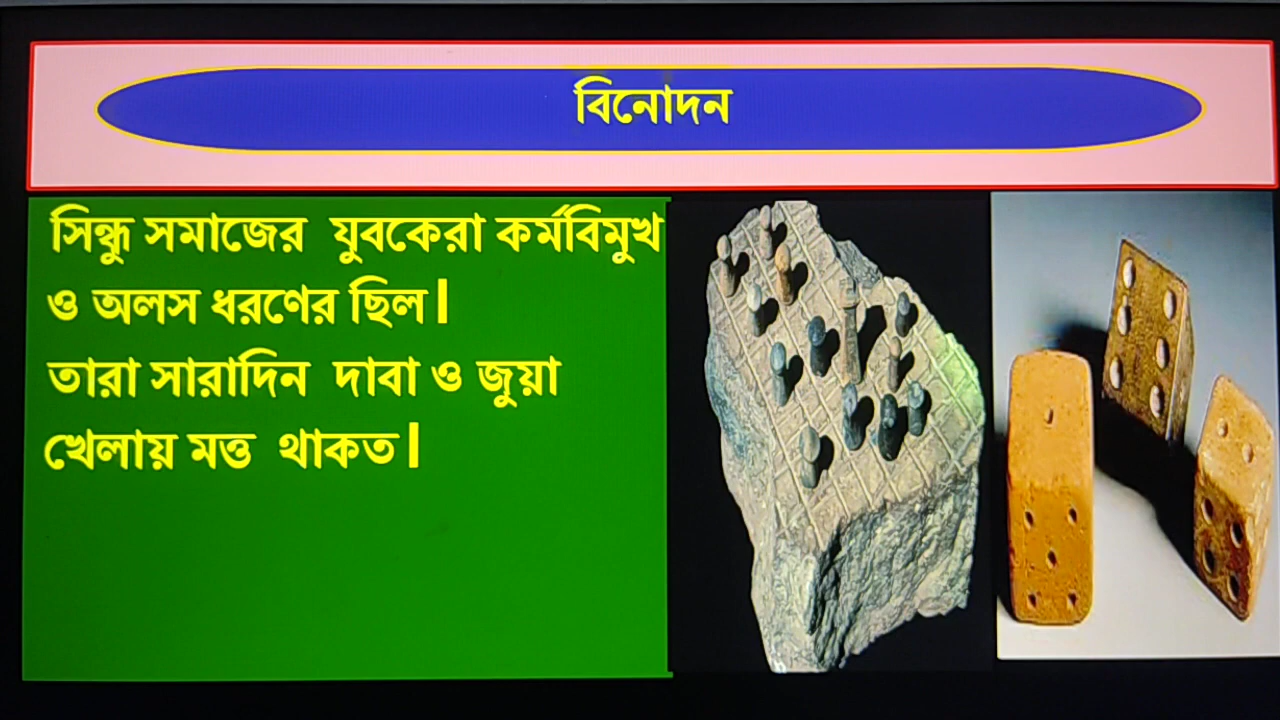 বিনোদন
সিন্ধু সমাজের যুবকেরা কর্মবিমুখ
ও অলস ধরণের ছিল।
তারা সারাদিন দাবা ও জুয়া
খেলায় মত্ত থাকত।